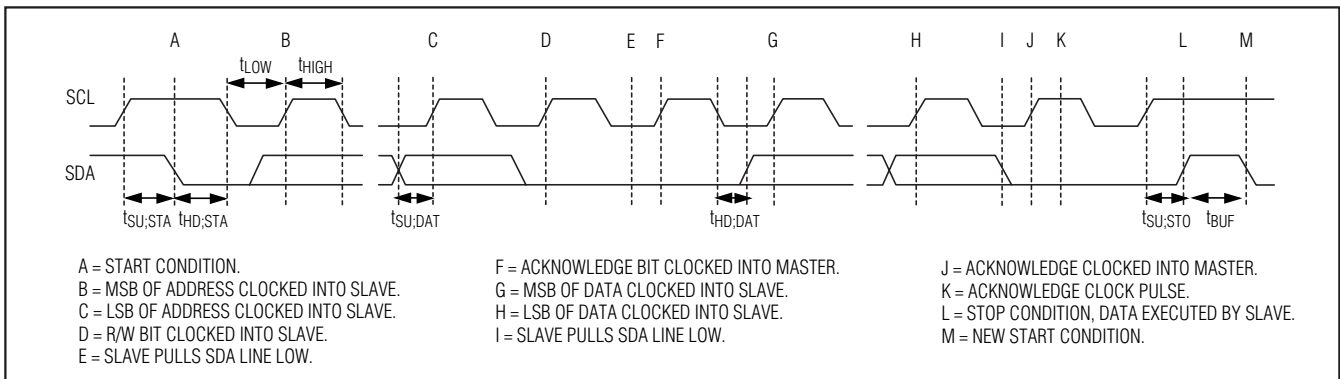 A B C D E F G H I J K L M
tLOW tHIGH
SCL
SDA
tSU;STA tHD;STA tSU;DAT tHD;DAT tSU;STO tBUF
A = START CONDITION.
B = MSB OF ADDRESS CLOCKED INTO SLAVE.
C = LSB OF ADDRESS CLOCKED INTO SLAVE.
D = R/W BIT CLOCKED INTO SLAVE.
E = SLAVE PULLS SDA LINE LOW.
F = ACKNOWLEDGE BIT CLOCKED INTO MASTER.
G = MSB OF DATA CLOCKED INTO SLAVE.
H = LSB OF DATA CLOCKED INTO SLAVE.
I = SLAVE PULLS SDA LINE LOW.
J = ACKNOWLEDGE CLOCKED INTO MASTER.
K = ACKNOWLEDGE CLOCK PULSE.
L = STOP CONDITION, DATA EXECUTED BY SLAVE.
M = NEW START CONDITION.